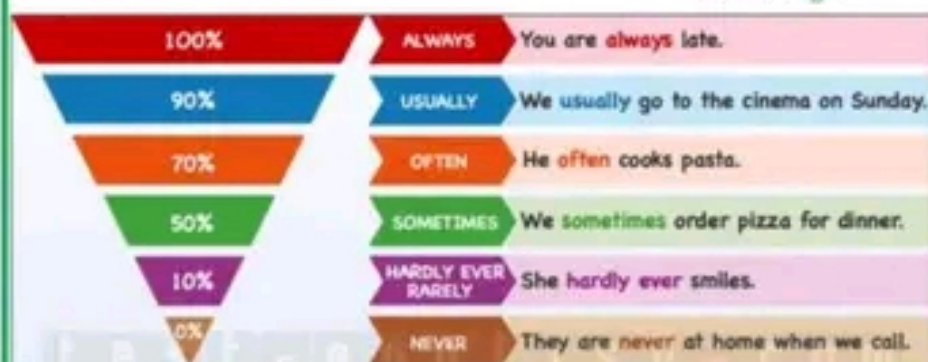 100% ALWAYS You are always late.
90% USUALLY We usually go to the cinema on Sunday.
70% OFTEN He often cooks pasta.
50% SOMETIMES We sometimes order pizza for dinner.
10% HARDLY EVER She hardly ever smiles.
RARELY
0% NEVER They are never at home when we call.